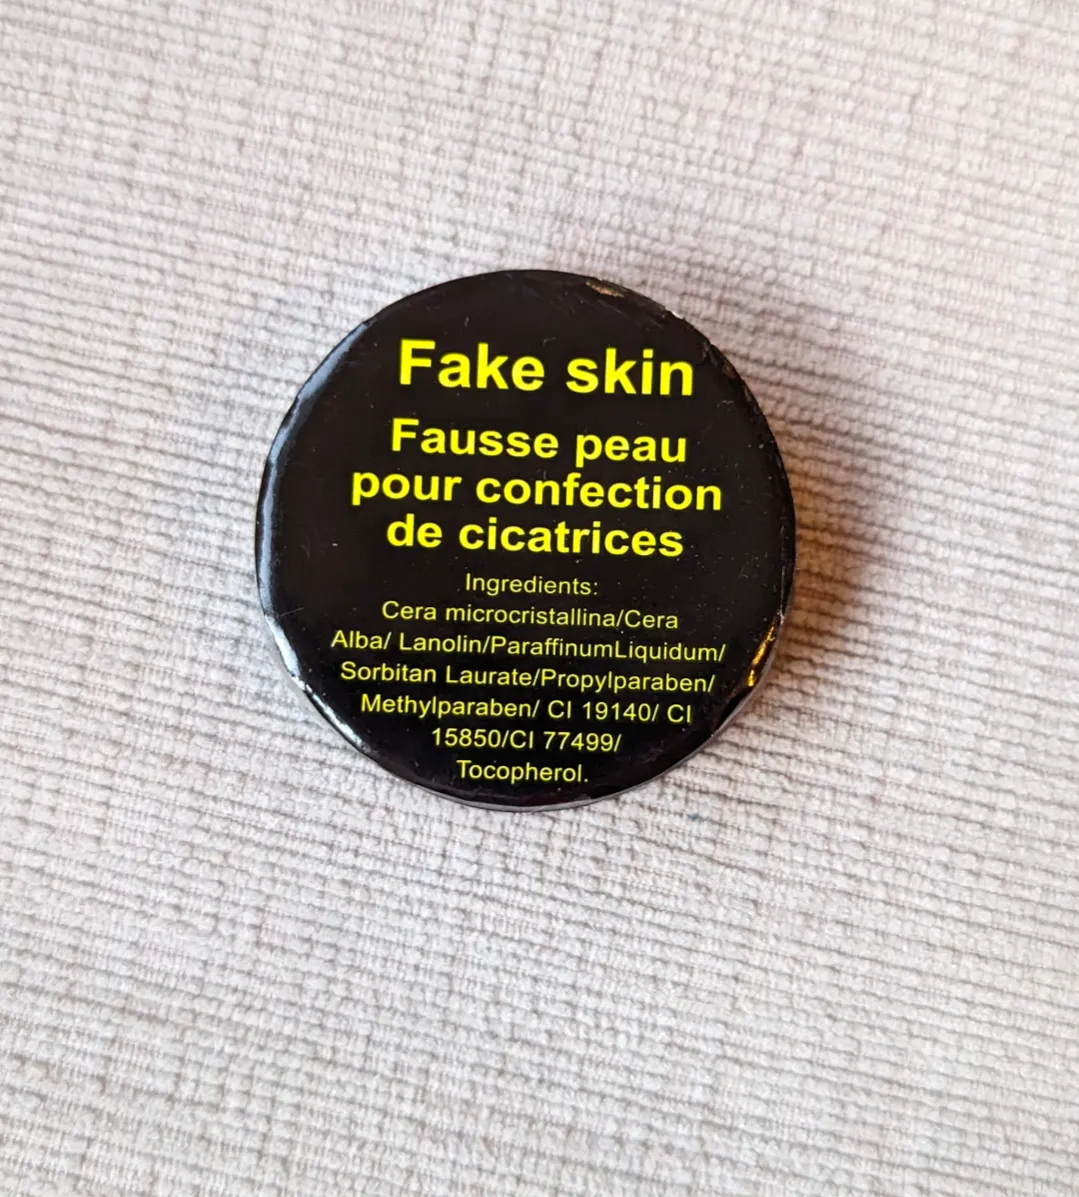 Fake skin
Fausse peau
pour confection
de cicatrices
Ingredients:
Cera microcristallina/Cera
Alba/ Lanolin/ParaffinumLiquidum/
Sorbitan Laurate/Propylparaben/
Methylparaben/ CI 19140/ CI
15850/CI 77499/
Tocopherol.